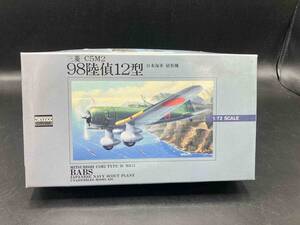 三菱 C5M2
98陸偵12型 日本海軍 偵察機
1:72 SCALE
MITSUBISHI C5M2 TYPE 98 Mk12
BABS
JAPANESE NAVY SCOUT PLANE